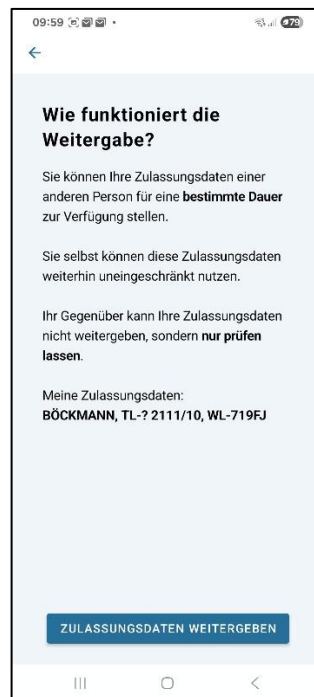 09:59
79
Wie funktioniert die
Weitergabe?
Sie können Ihre Zulassungsdaten einer
anderen Person für eine bestimmte Dauer
zur Verfügung stellen.
Sie selbst können diese Zulassungsdaten
weiterhin uneingeschränkt nutzen.
Ihr Gegenüber kann Ihre Zulassungsdaten
nicht weitergeben, sondern nur prüfen
lassen.
Meine Zulassungsdaten:
BÖCKMANN, TL-? 2111/10, WL-719FJ
ZULASSUNGSDATEN WEITERGEBEN